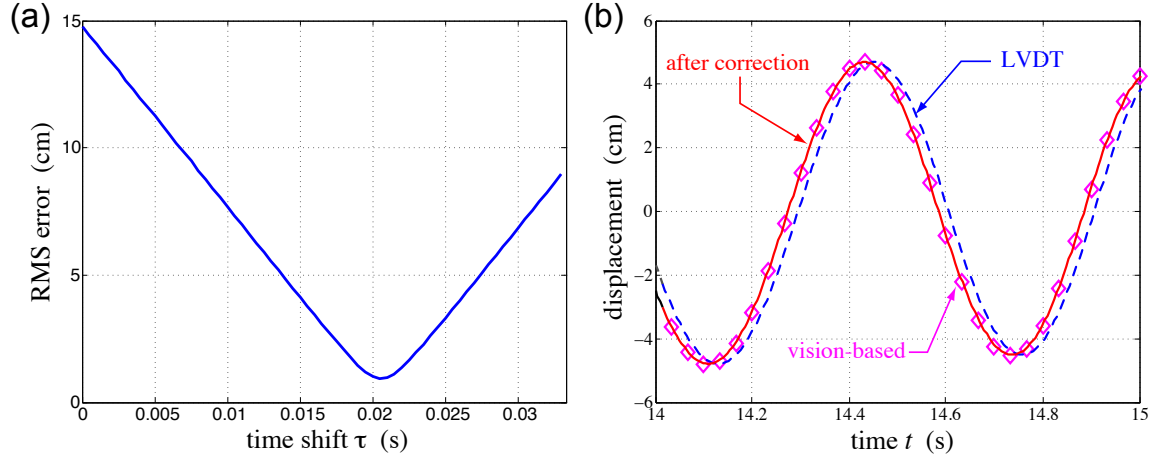 (a)
15
10
5
0
RMS error (cm)
0 0.005 0.01 0.015 0.02 0.025 0.03
time shift τ (s)
(b)
6
4
2
0
−2
−4
−6
displacement (cm)
after correction
LVDT
vision-based
14 14.2 14.4 14.6 14.8 15
time t (s)